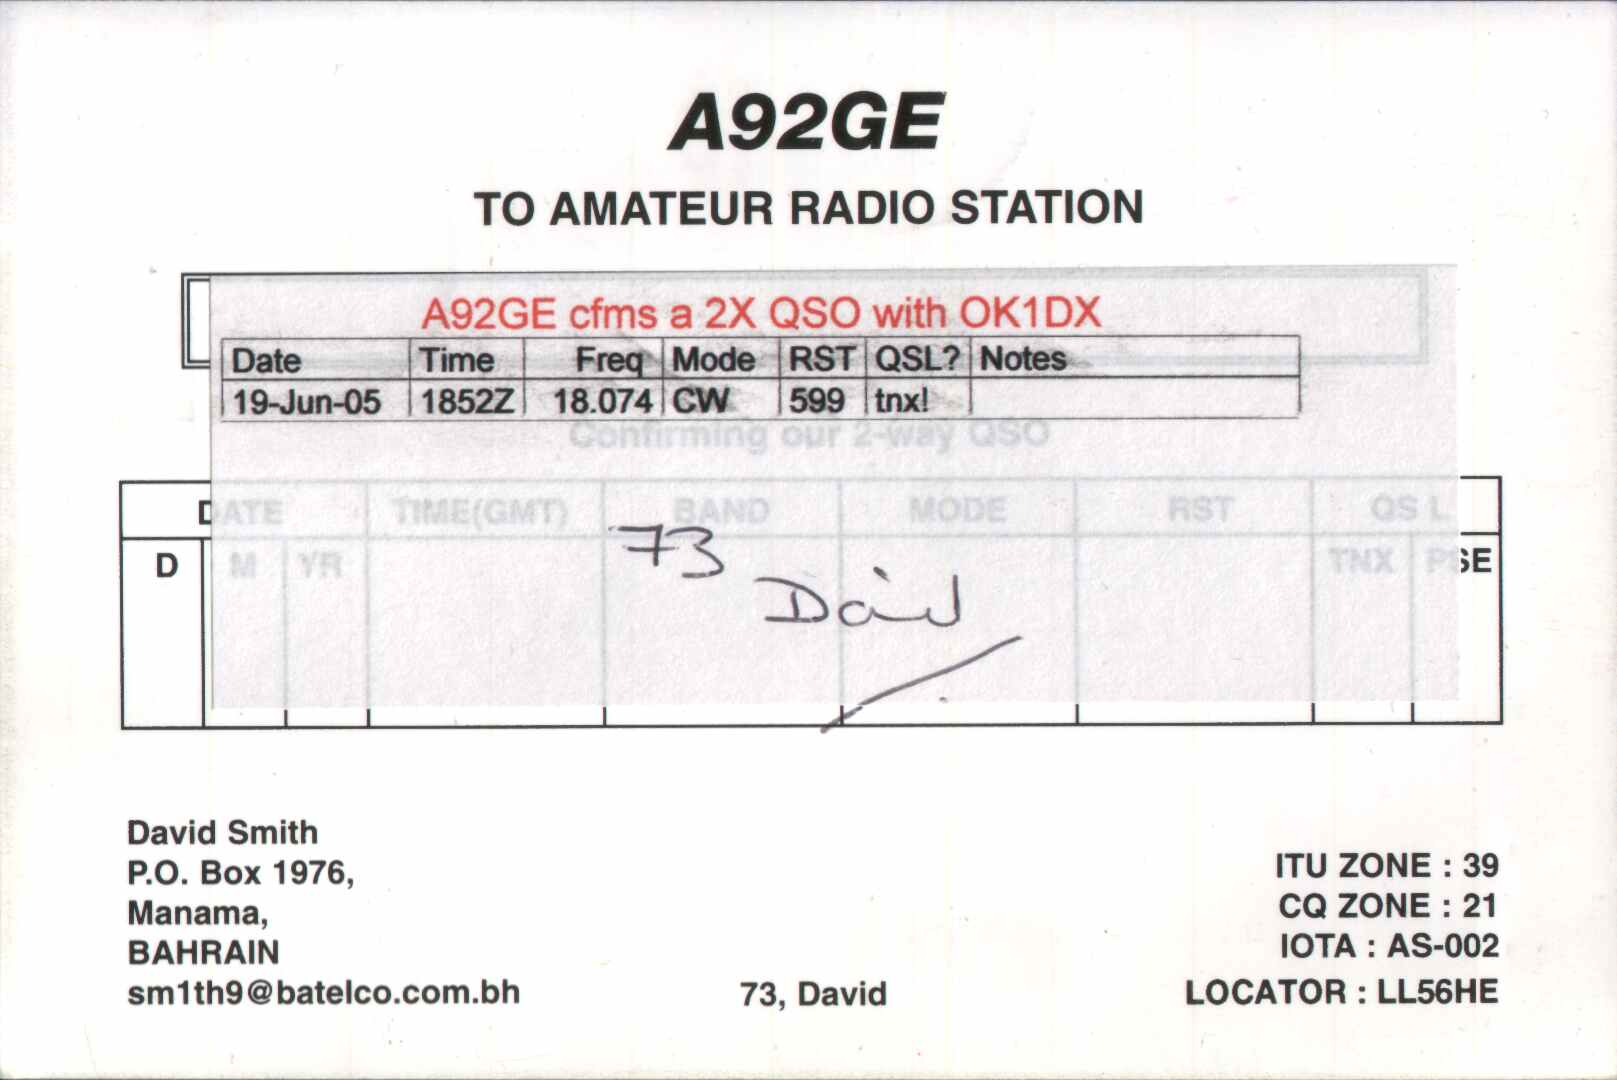 A92GE
TO AMATEUR RADIO STATION
A92GE cfms a 2X QSO with OK1DX
Date Time Freq Mode RST QSL? Notes
19-Jun-05 1852Z 18.074 CW 599 tnx!
Confirming our 2-way QSO
DATE TIME(GMT) BAND MODE RST QSL
D M YR TNX PSE
73
David
David Smith
P.O. Box 1976,
Manama,
BAHRAIN
sm1th9@batelco.com.bh
73, David
ITU ZONE : 39
CQ ZONE : 21
IOTA : AS-002
LOCATOR : LL56HE